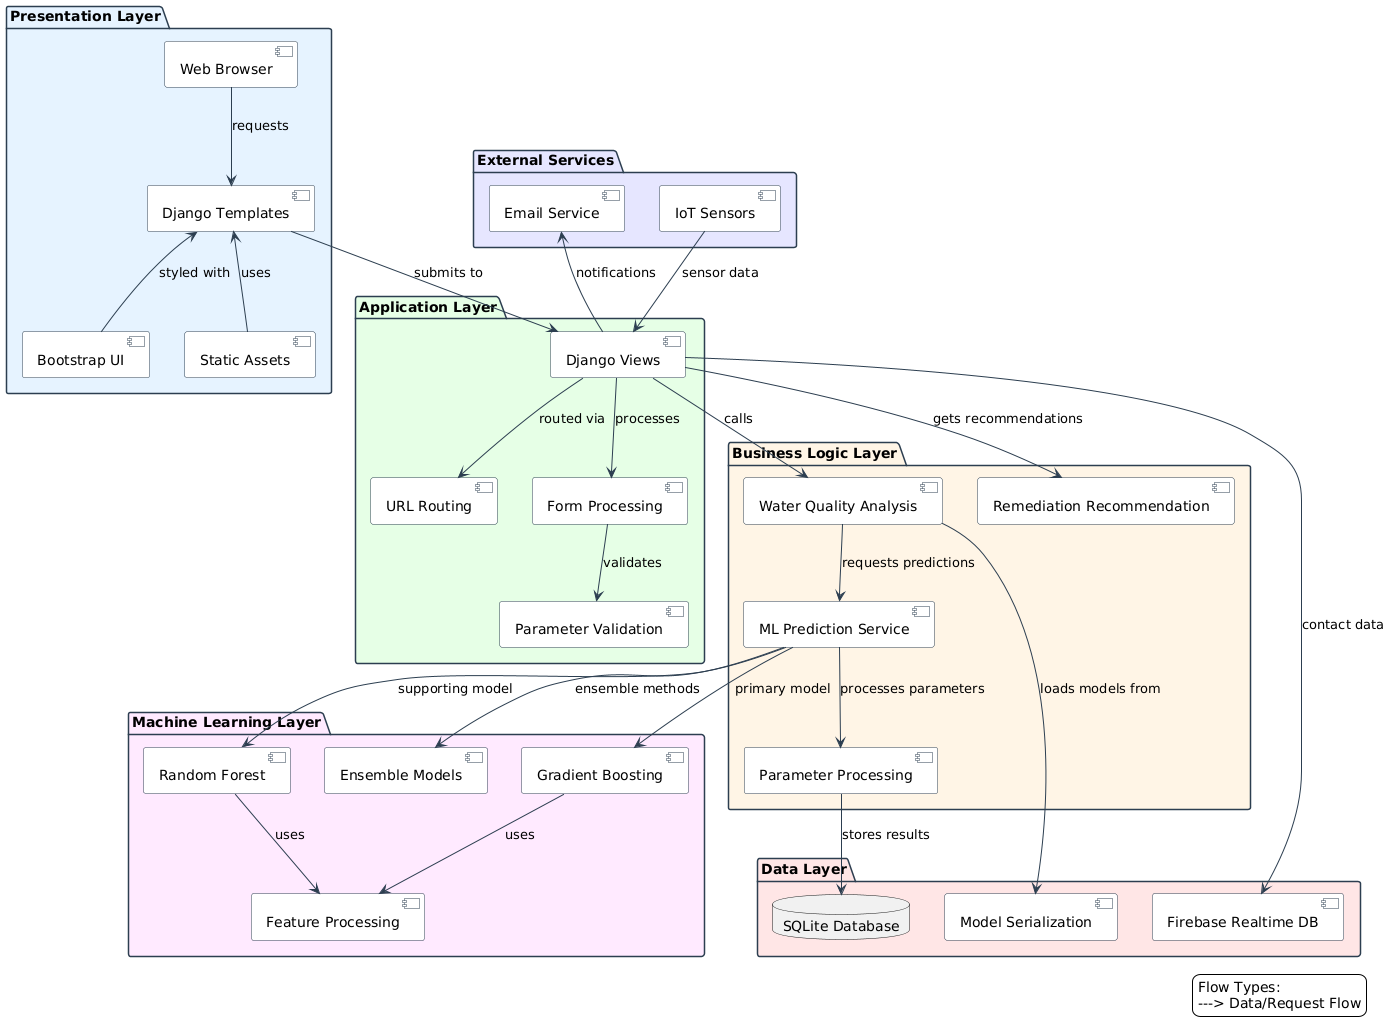 Presentation Layer
Web Browser
requests
External Services
Django Templates
Email Service
IoT Sensors
styled with
uses
submits to
notifications
sensor data
Application Layer
Bootstrap UI
Static Assets
Django Views
routed via
processes
calls
gets recommendations
Business Logic Layer
URL Routing
Form Processing
Water Quality Analysis
Remediation Recommendation
validates
requests predictions
Parameter Validation
ML Prediction Service
contact data
supporting model
ensemble methods
primary model
processes parameters
loads models from
Machine Learning Layer
Random Forest
Ensemble Models
Gradient Boosting
Parameter Processing
uses
uses
stores results
Data Layer
Feature Processing
SQLite Database
Model Serialization
Firebase Realtime DB
Flow Types:
---> Data/Request Flow